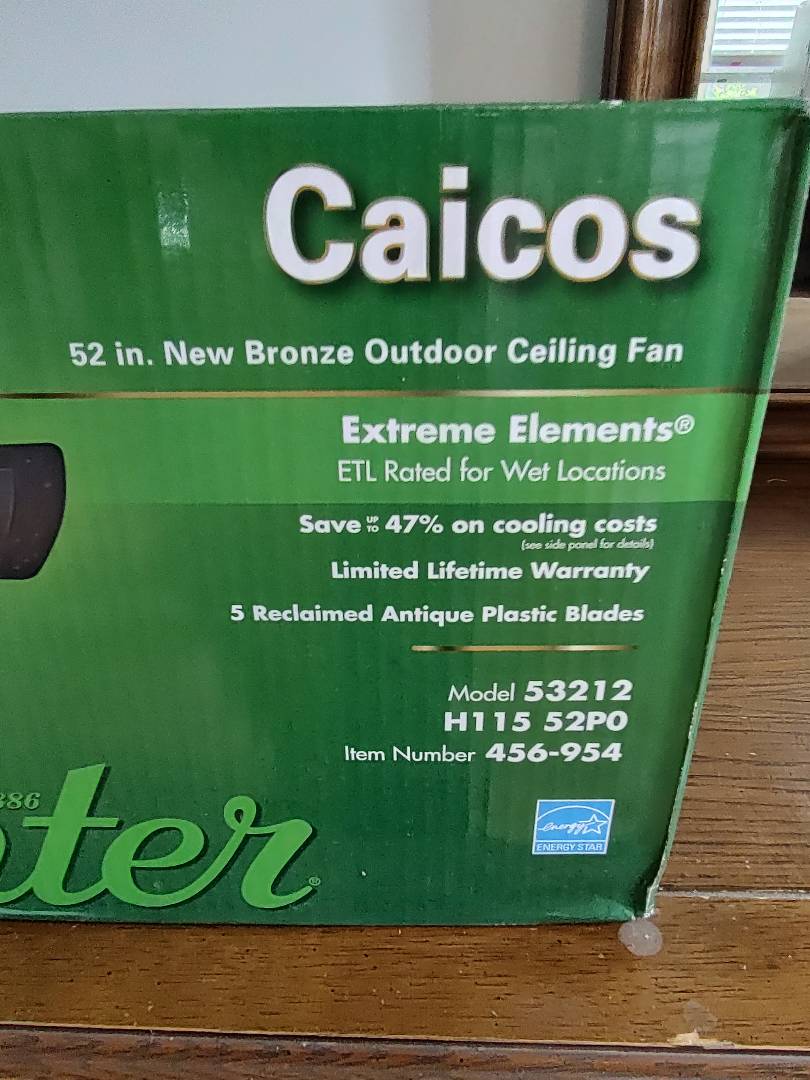 Caicos
52 in. New Bronze Outdoor Ceiling Fan
Extreme Elements®
ETL Rated for Wet Locations
Save UP TO 47% on cooling costs
(see side panel for details)
Limited Lifetime Warranty
5 Reclaimed Antique Plastic Blades
Model 53212
H115 52P0
Item Number 456-954
886
nter®
energy
ENERGY STAR